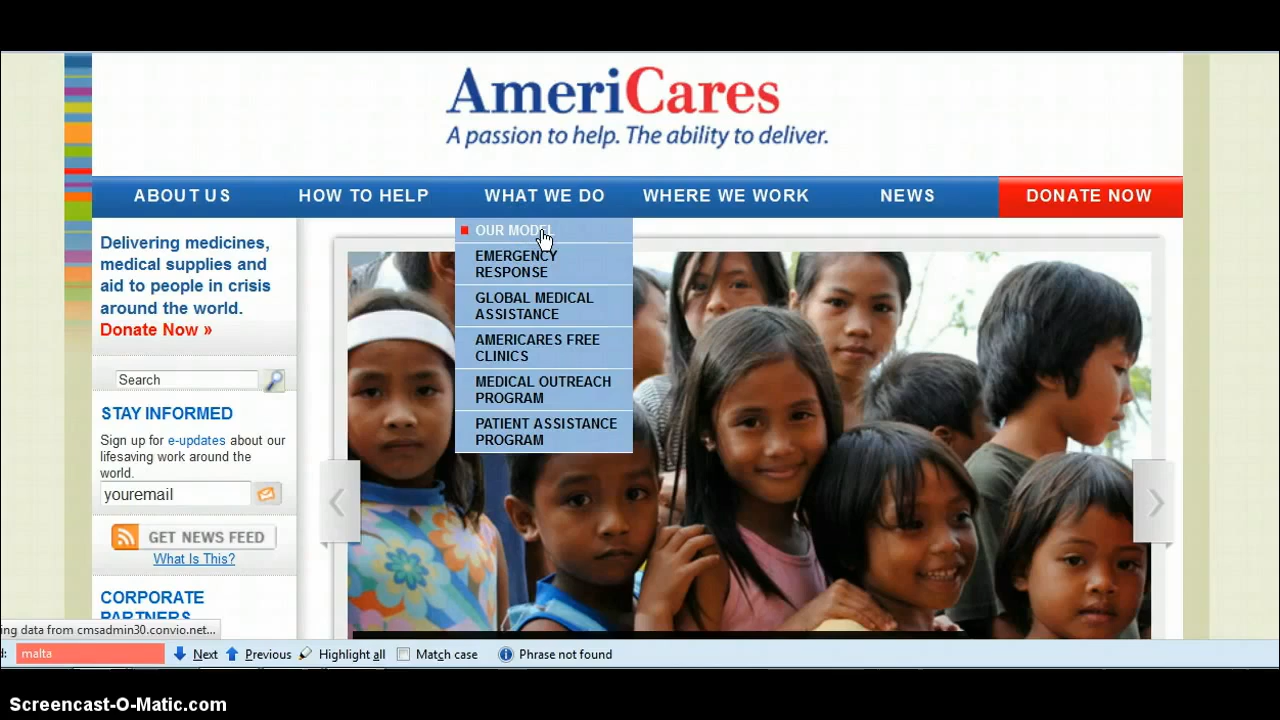 AmeriCares
A passion to help. The ability to deliver.
ABOUT US HOW TO HELP WHAT WE DO WHERE WE WORK NEWS DONATE NOW
OUR MODEL
EMERGENCY
RESPONSE
GLOBAL MEDICAL
ASSISTANCE
AMERICARES FREE
CLINICS
MEDICAL OUTREACH
PROGRAM
PATIENT ASSISTANCE
PROGRAM
Delivering medicines,
medical supplies and
aid to people in crisis
around the world.
Donate Now »
Search
STAY INFORMED
Sign up for e-updates about our
lifesaving work around the
world.
youremail
GET NEWS FEED
What Is This?
CORPORATE
PARTNERS
ing data from cmsadmin30.convio.net...
d: malta Next Previous Highlight all Match case Phrase not found
Screencast-O-Matic.com